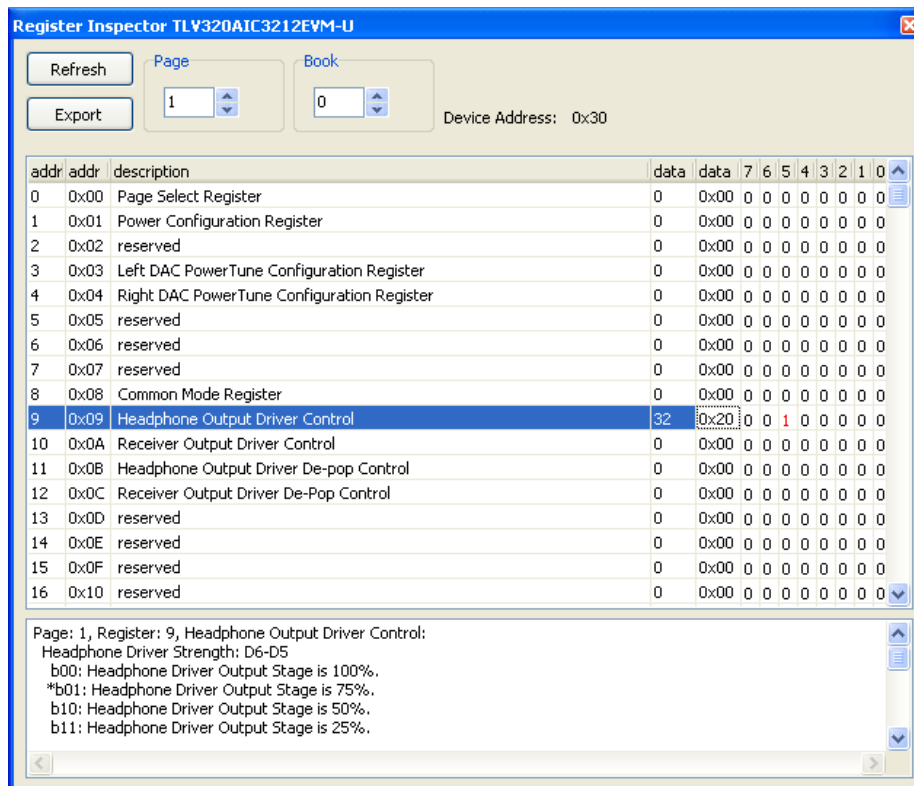 Register Inspector TLV320AIC3212EVM-U
Refresh
Export
Page
1
Book
0
Device Address: 0x30
addr addr description data data 7 6 5 4 3 2 1 0
0 0x00 Page Select Register 0 0x00 0 0 0 0 0 0 0 0
1 0x01 Power Configuration Register 0 0x00 0 0 0 0 0 0 0 0
2 0x02 reserved 0 0x00 0 0 0 0 0 0 0 0
3 0x03 Left DAC PowerTune Configuration Register 0 0x00 0 0 0 0 0 0 0 0
4 0x04 Right DAC PowerTune Configuration Register 0 0x00 0 0 0 0 0 0 0 0
5 0x05 reserved 0 0x00 0 0 0 0 0 0 0 0
6 0x06 reserved 0 0x00 0 0 0 0 0 0 0 0
7 0x07 reserved 0 0x00 0 0 0 0 0 0 0 0
8 0x08 Common Mode Register 0 0x00 0 0 0 0 0 0 0 0
9 0x09 Headphone Output Driver Control 32 0x20 0 0 1 0 0 0 0 0
10 0x0A Receiver Output Driver Control 0 0x00 0 0 0 0 0 0 0 0
11 0x0B Headphone Output Driver De-pop Control 0 0x00 0 0 0 0 0 0 0 0
12 0x0C Receiver Output Driver De-Pop Control 0 0x00 0 0 0 0 0 0 0 0
13 0x0D reserved 0 0x00 0 0 0 0 0 0 0 0
14 0x0E reserved 0 0x00 0 0 0 0 0 0 0 0
15 0x0F reserved 0 0x00 0 0 0 0 0 0 0 0
16 0x10 reserved 0 0x00 0 0 0 0 0 0 0 0
Page: 1, Register: 9, Headphone Output Driver Control:
Headphone Driver Strength: D6-D5
b00: Headphone Driver Output Stage is 100%.
*b01: Headphone Driver Output Stage is 75%.
b10: Headphone Driver Output Stage is 50%.
b11: Headphone Driver Output Stage is 25%.